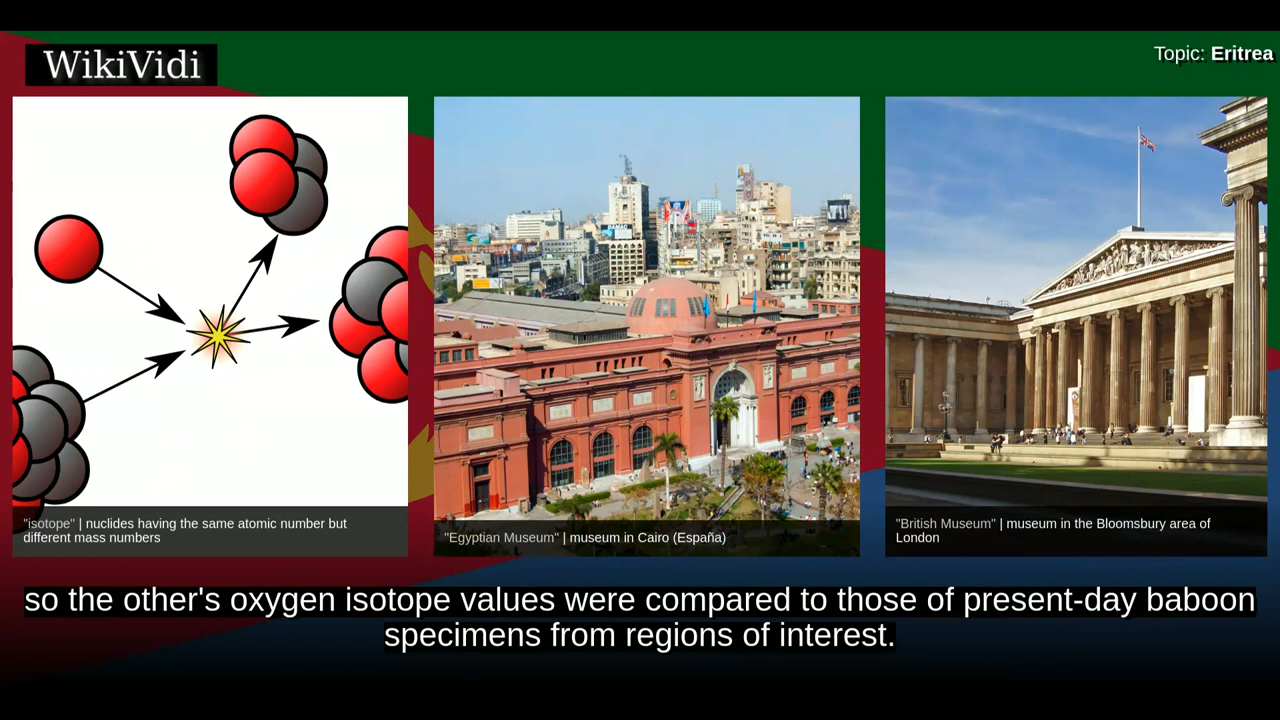 WikiVidi
Topic: Eritrea
"isotope" | nuclides having the same atomic number but
different mass numbers
"Egyptian Museum" | museum in Cairo (España)
"British Museum" | museum in the Bloomsbury area of
London
so the other's oxygen isotope values were compared to those of present-day baboon
specimens from regions of interest.